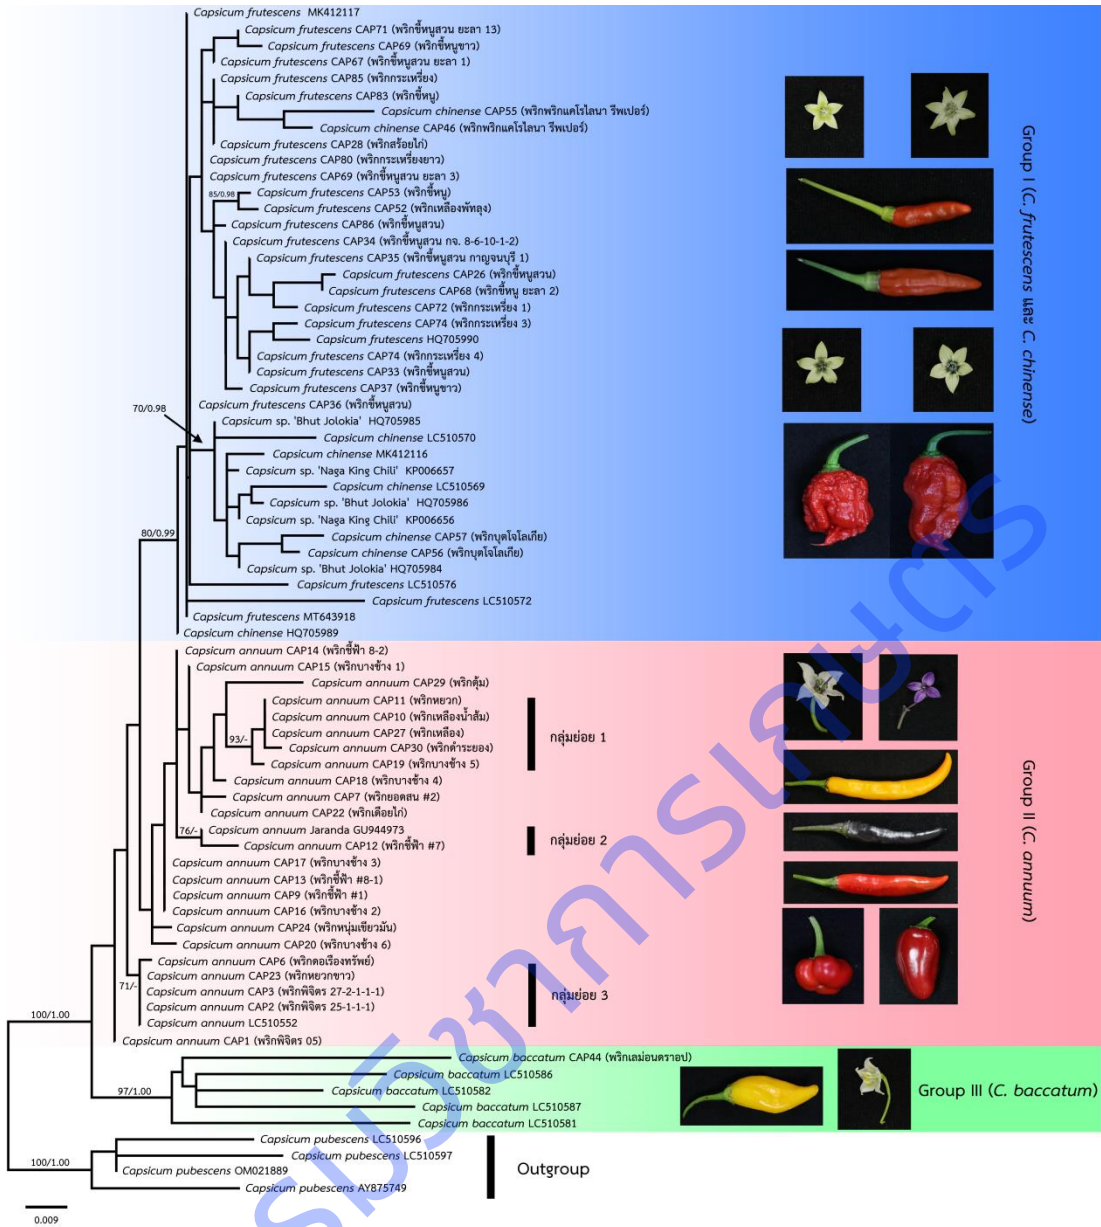 Capsicum frutescens MK412117
Capsicum frutescens CAP71 (พริกขี้หนูสวน ยะลา 13)
Capsicum frutescens CAP69 (พริกขี้หนูขาว)
Capsicum frutescens CAP67 (พริกขี้หนูสวน ยะลา 1)
Capsicum frutescens CAP85 (พริกกระเหรี่ยง)
Capsicum frutescens CAP83 (พริกขี้หนู)
Capsicum chinense CAP55 (พริกพริกแคโรไลนา รีพเปอร์)
Capsicum chinense CAP46 (พริกพริกแคโรไลนา รีพเปอร์)
Capsicum frutescens CAP28 (พริกสร้อยไก่)
Capsicum frutescens CAP80 (พริกกระเหรี่ยงยาว)
Capsicum frutescens CAP69 (พริกขี้หนูสวน ยะลา 3)
85/0.98
Capsicum frutescens CAP53 (พริกขี้หนู)
Capsicum frutescens CAP52 (พริกเหลืองพัทลุง)
Capsicum frutescens CAP86 (พริกขี้หนูสวน)
Capsicum frutescens CAP34 (พริกขี้หนูสวน กจ. 8-6-10-1-2)
Capsicum frutescens CAP35 (พริกขี้หนูสวน กาญจนบุรี 1)
Capsicum frutescens CAP26 (พริกขี้หนูสวน)
Capsicum frutescens CAP68 (พริกขี้หนู ยะลา 2)
Capsicum frutescens CAP72 (พริกกระเหรี่ยง 1)
Capsicum frutescens CAP74 (พริกกระเหรี่ยง 3)
Capsicum frutescens HQ705990
Capsicum frutescens CAP74 (พริกกระเหรี่ยง 4)
Capsicum frutescens CAP33 (พริกขี้หนูสวน)
Capsicum frutescens CAP37 (พริกขี้หนูขาว)
Capsicum frutescens CAP36 (พริกขี้หนูสวน)
70/0.98
Capsicum sp. 'Bhut Jolokia' HQ705985
Capsicum chinense LC510570
Capsicum chinense MK412116
Capsicum sp. 'Naga King Chili' KP006657
Capsicum chinense LC510569
Capsicum sp. 'Bhut Jolokia' HQ705986
Capsicum sp. 'Naga King Chili' KP006656
80/0.99
Capsicum chinense CAP57 (พริกบุตโจโลเกีย)
Capsicum chinense CAP56 (พริกบุตโจโลเกีย)
Capsicum sp. 'Bhut Jolokia' HQ705984
Capsicum frutescens LC510576
Capsicum frutescens LC510572
Capsicum frutescens MT643918
Capsicum chinense HQ705989
Group I (C. frutescens และ C. chinense)
Capsicum annuum CAP14 (พริกชี้ฟ้า 8-2)
Capsicum annuum CAP15 (พริกบางช้าง 1)
Capsicum annuum CAP29 (พริกตุ้ม)
Capsicum annuum CAP11 (พริกหยวก)
Capsicum annuum CAP10 (พริกเหลืองน้ำส้ม)
Capsicum annuum CAP27 (พริกเหลือง)
93/-
Capsicum annuum CAP30 (พริกดำระยอง)
Capsicum annuum CAP19 (พริกบางช้าง 5)
กลุ่มย่อย 1
Capsicum annuum CAP18 (พริกบางช้าง 4)
Capsicum annuum CAP7 (พริกยอดสน #2)
Capsicum annuum CAP22 (พริกเดือยไก่)
76/-
Capsicum annuum Jaranda GU944973
Capsicum annuum CAP12 (พริกชี้ฟ้า #7)
กลุ่มย่อย 2
Capsicum annuum CAP17 (พริกบางช้าง 3)
Capsicum annuum CAP13 (พริกชี้ฟ้า #8-1)
Capsicum annuum CAP9 (พริกชี้ฟ้า #1)
Capsicum annuum CAP16 (พริกบางช้าง 2)
Capsicum annuum CAP24 (พริกหนุ่มเขียวมัน)
Capsicum annuum CAP20 (พริกบางช้าง 6)
Capsicum annuum CAP6 (พริกดอเรืองทรัพย์)
Capsicum annuum CAP23 (พริกหยวกขาว)
71/-
Capsicum annuum CAP3 (พริกพิจิตร 27-2-1-1-1)
Capsicum annuum CAP2 (พริกพิจิตร 25-1-1-1)
กลุ่มย่อย 3
Capsicum annuum LC510552
100/1.00
Capsicum annuum CAP1 (พริกพิจิตร 05)
Group II (C. annuum)
Capsicum baccatum CAP44 (พริกเลม่อนดราอป)
Capsicum baccatum LC510586
97/1.00
Capsicum baccatum LC510582
Capsicum baccatum LC510587
Capsicum baccatum LC510581
Group III (C. baccatum)
Capsicum pubescens LC510596
Capsicum pubescens LC510597
100/1.00
Capsicum pubescens OM021889
Capsicum pubescens AY875749
Outgroup
0.009
กรมวิชาการเกษตร